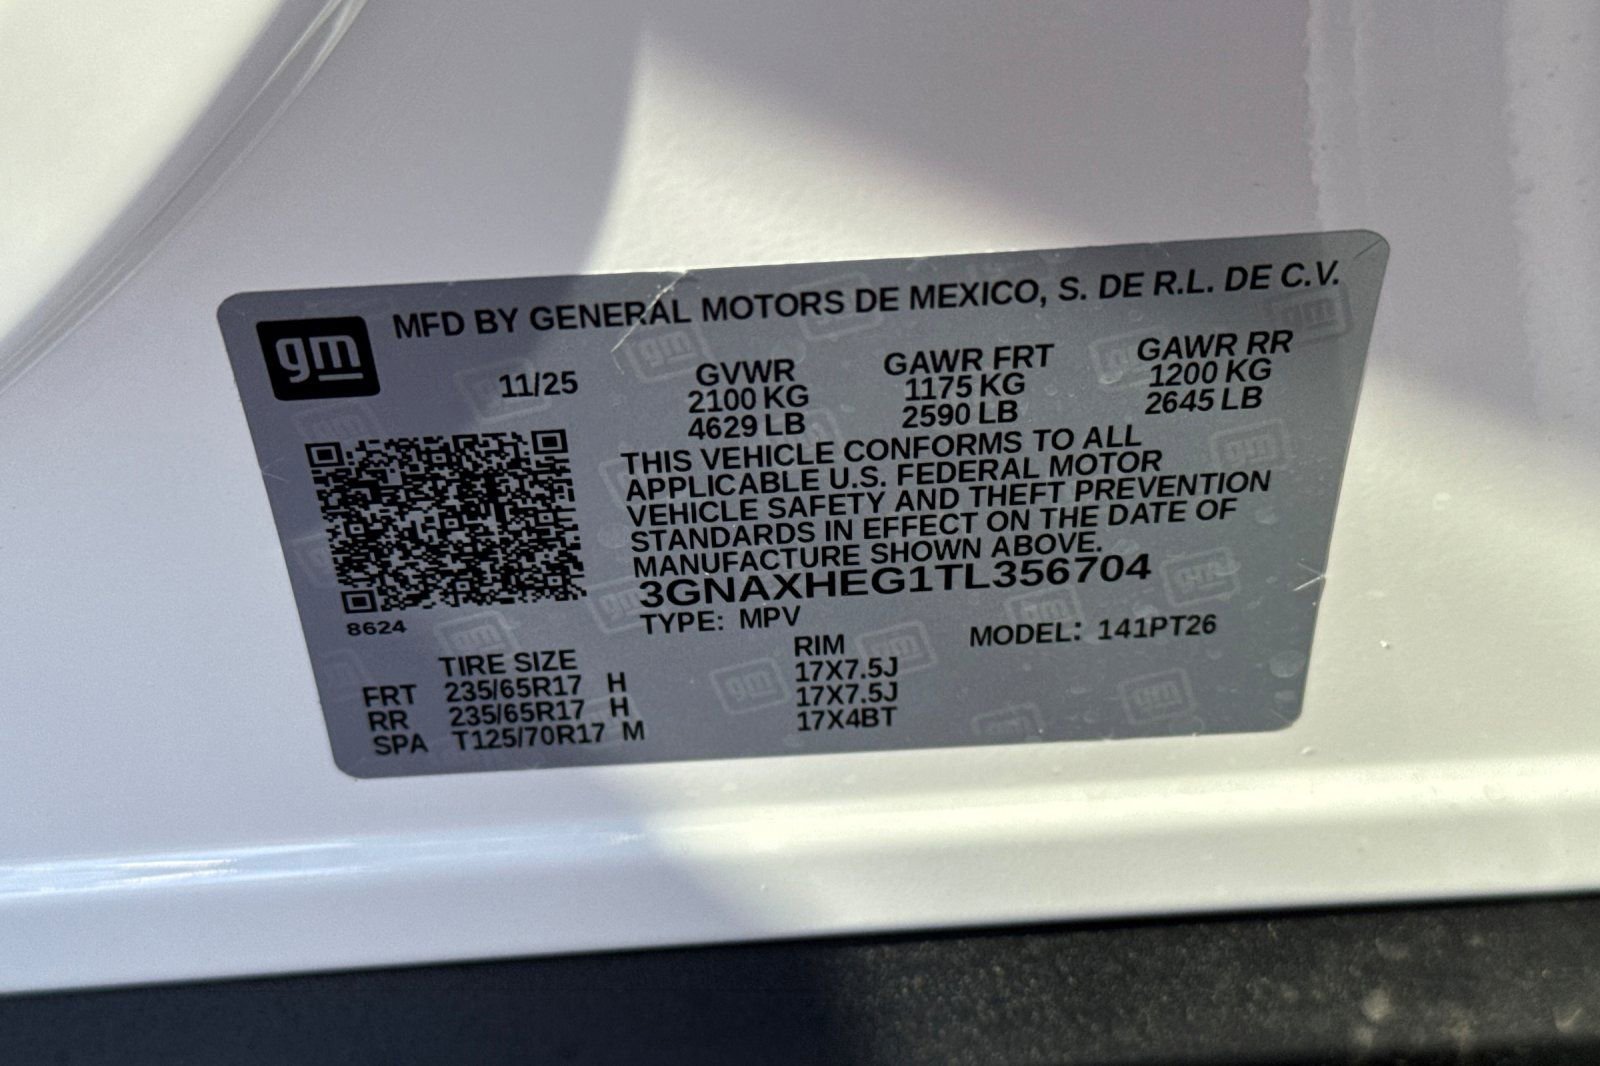 gm
MFD BY GENERAL MOTORS DE MEXICO, S. DE R.L. DE C.V.
11/25
GVWR GAWR FRT GAWR RR
2100 KG 1175 KG 1200 KG
4629 LB 2590 LB 2645 LB
THIS VEHICLE CONFORMS TO ALL
APPLICABLE U.S. FEDERAL MOTOR
VEHICLE SAFETY AND THEFT PREVENTION
STANDARDS IN EFFECT ON THE DATE OF
MANUFACTURE SHOWN ABOVE.
3GNAXHEG1TL356704
8624
TYPE: MPV MODEL: 141PT26
TIRE SIZE RIM
FRT 235/65R17 H 17X7.5J
RR 235/65R17 H 17X7.5J
SPA T125/70R17 M 17X4BT